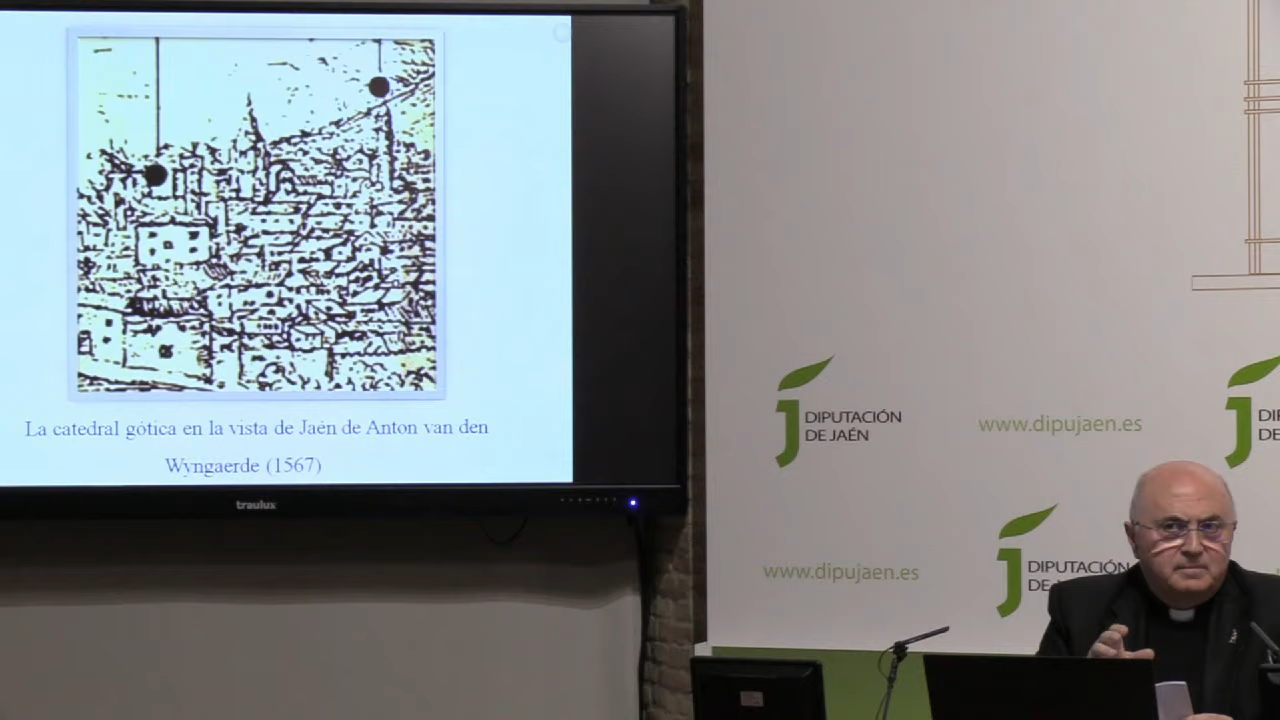 La catedral gótica en la vista de Jaén de Anton van den
Wyngaerde (1567)
traulux
DIPUTACIÓN
DE JAÉN
www.dipujaen.es
www.dipujaen.es
DIPUTACIÓN